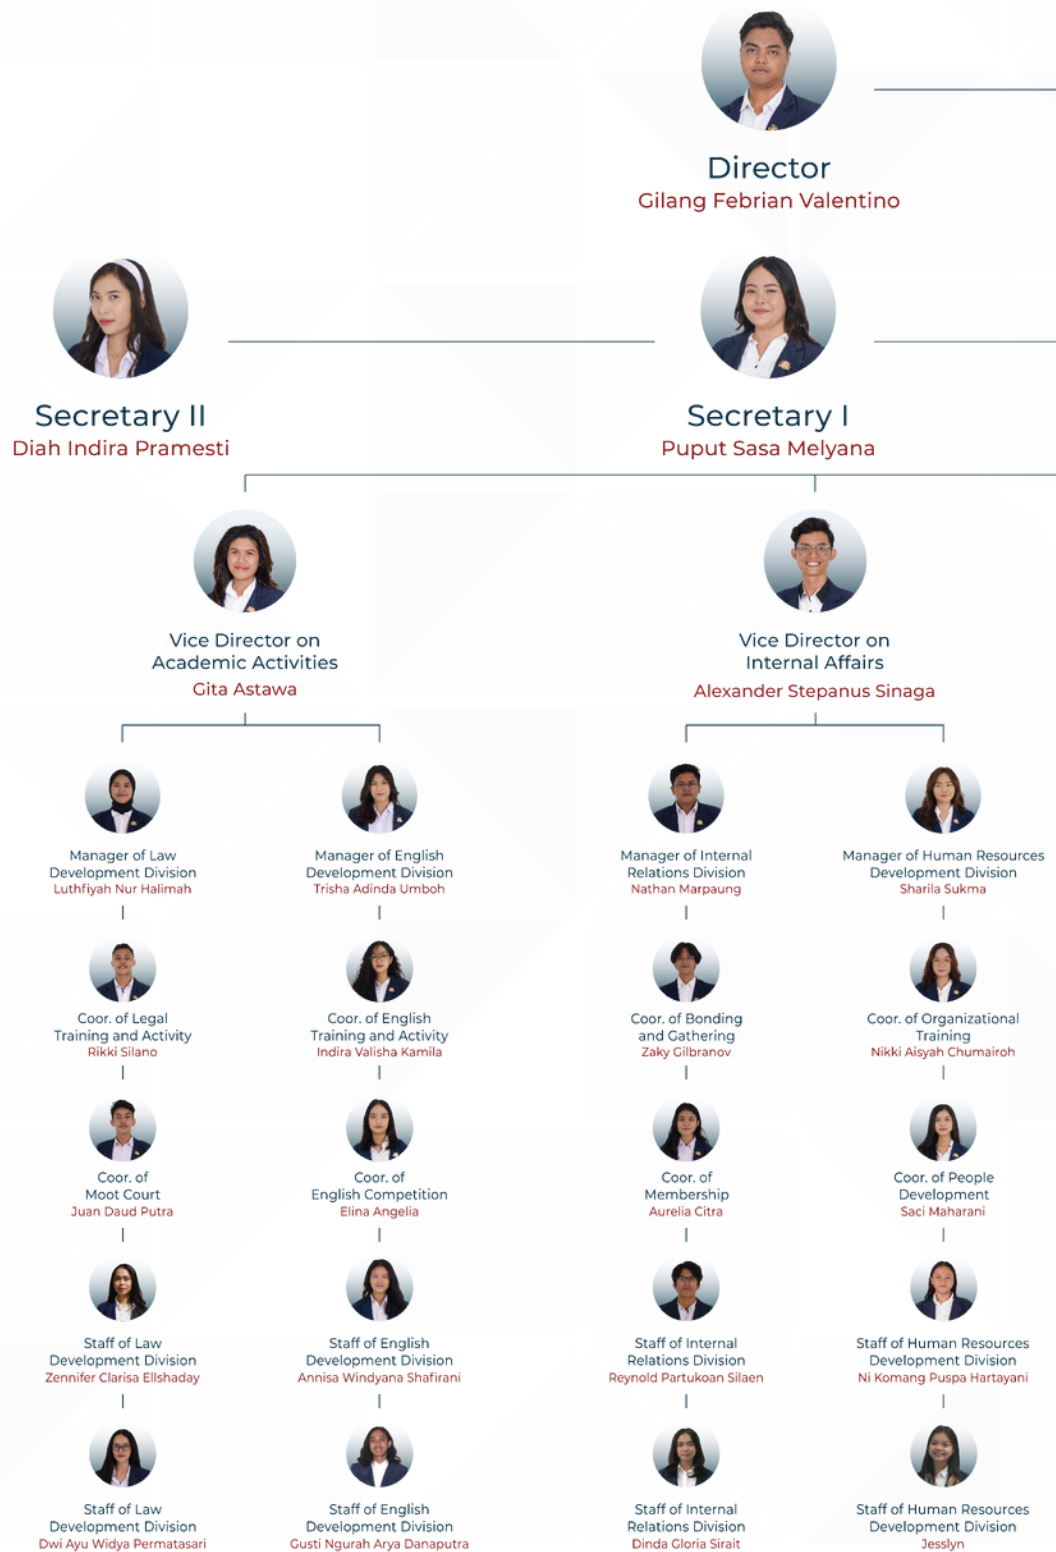 Director
Gilang Febrian Valentino
Secretary II
Diah Indira Pramesti
Secretary I
Puput Sasa Melyana
Vice Director on
Academic Activities
Gita Astawa
Vice Director on
Internal Affairs
Alexander Stepanus Sinaga
Manager of Law
Development Division
Luthfiyah Nur Halimah
Manager of English
Development Division
Trisha Adinda Umboh
Manager of Internal
Relations Division
Nathan Marpaung
Manager of Human Resources
Development Division
Sharila Sukma
Coor. of Legal
Training and Activity
Rikki Silano
Coor. of English
Training and Activity
Indira Valisha Kamila
Coor. of Bonding
and Gathering
Zaky Gilbranov
Coor. of Organizational
Training
Nikki Aisyah Chumairoh
Coor. of
Moot Court
Juan Daud Putra
Coor. of
English Competition
Elina Angelia
Coor. of
Membership
Aurelia Citra
Coor. of People
Development
Saci Maharani
Staff of Law
Development Division
Zennifer Clarisa Ellshaday
Staff of English
Development Division
Annisa Windyana Shafirani
Staff of Internal
Relations Division
Reynold Partukoan Silaen
Staff of Human Resources
Development Division
Ni Komang Puspa Hartayani
Staff of Law
Development Division
Dwi Ayu Widya Permatasari
Staff of English
Development Division
Gusti Ngurah Arya Danaputra
Staff of Internal
Relations Division
Dinda Gloria Sirait
Staff of Human Resources
Development Division
Jesslyn